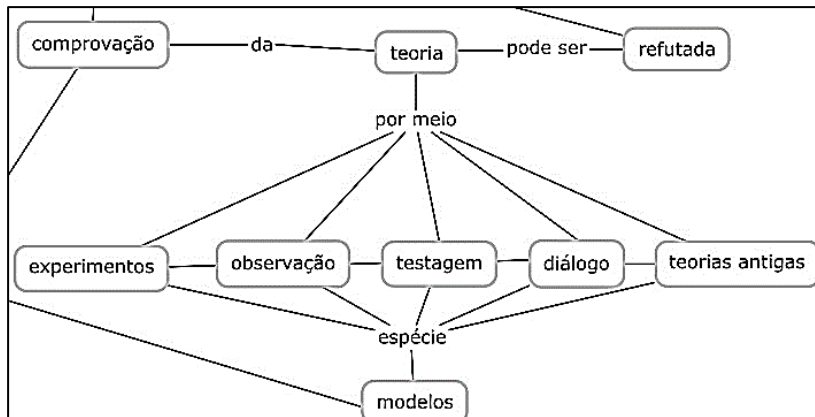 comprovação da teoria pode ser refutada
por meio
experimentos observação testagem diálogo teorias antigas
espécie
modelos